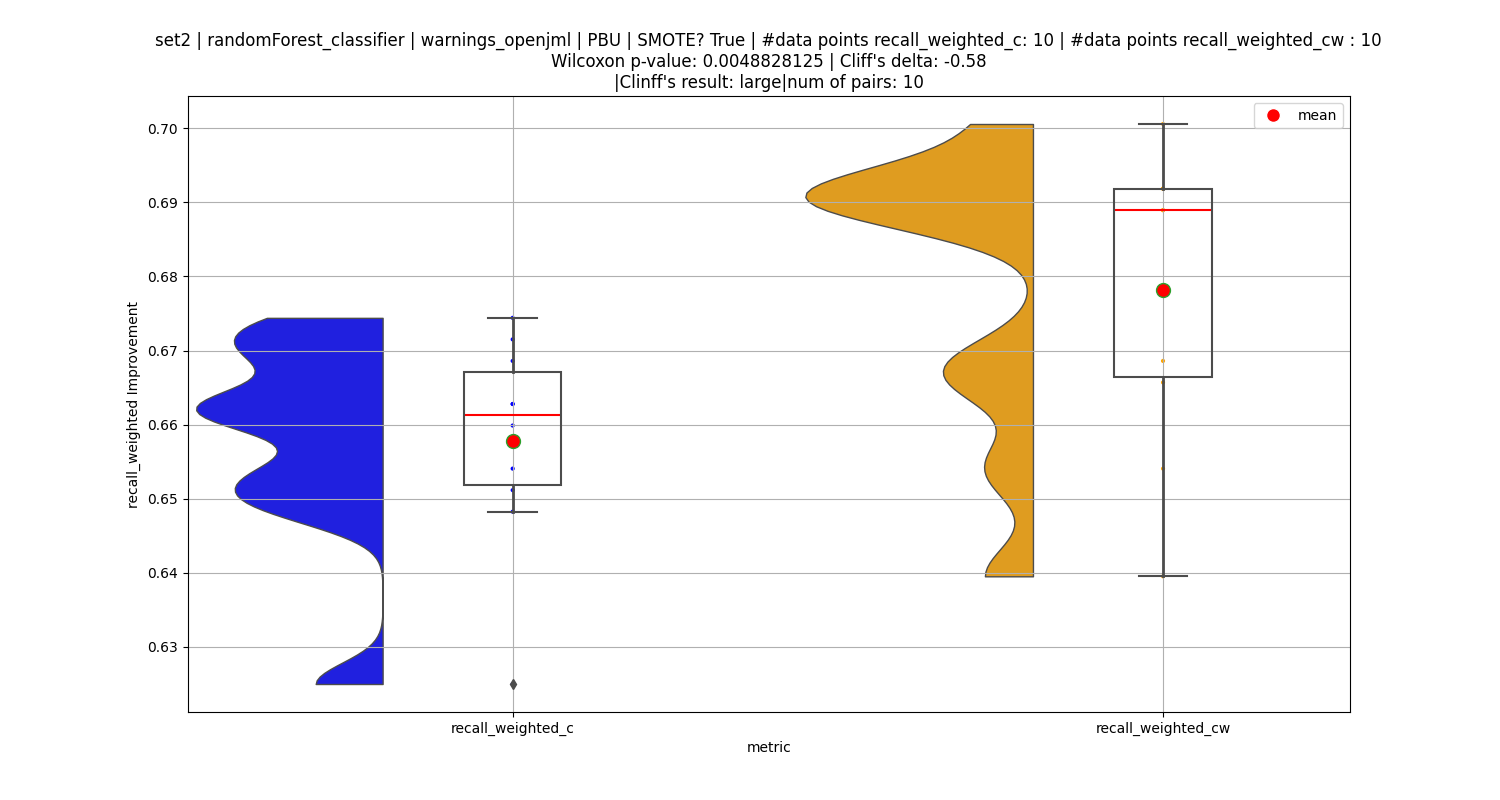 set2 | randomForest_classifier | warnings_openjml | PBU | SMOTE? True | #data points recall_weighted_c: 10 | #data points recall_weighted_cw : 10
Wilcoxon p-value: 0.0048828125 | Cliff's delta: -0.58
|Clinff's result: large|num of pairs: 10
mean
0.70
0.69
0.68
0.67
0.66
0.65
0.64
0.63
recall_weighted Improvement
recall_weighted_c
recall_weighted_cw
metric